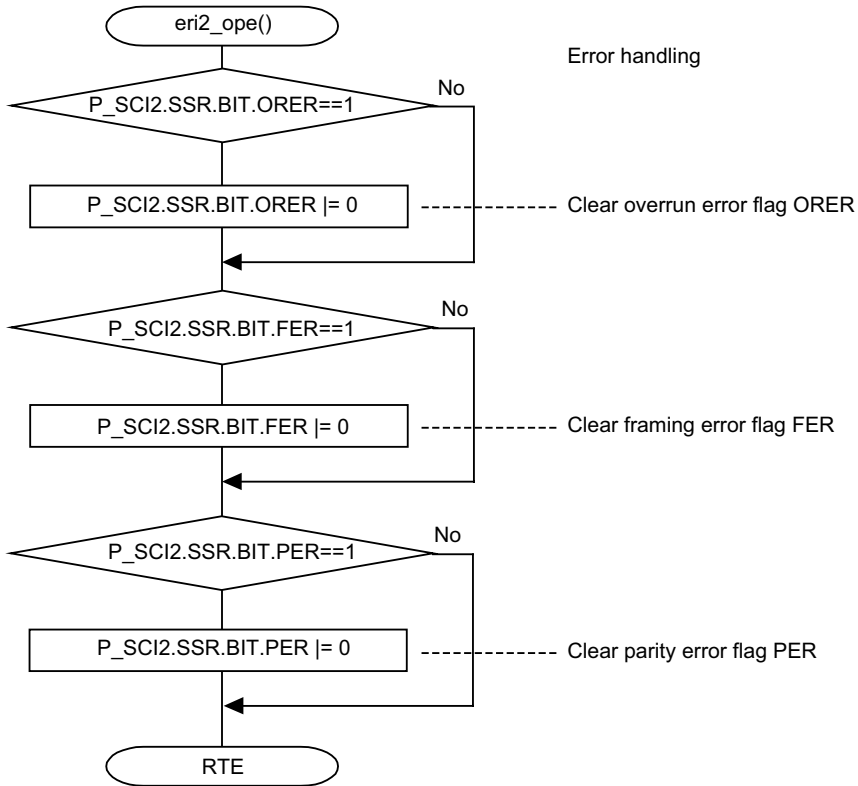 eri2_ope()
Error handling
P_SCI2.SSR.BIT.ORER==1
No
P_SCI2.SSR.BIT.ORER |= 0
Clear overrun error flag ORER
P_SCI2.SSR.BIT.FER==1
No
P_SCI2.SSR.BIT.FER |= 0
Clear framing error flag FER
P_SCI2.SSR.BIT.PER==1
No
P_SCI2.SSR.BIT.PER |= 0
Clear parity error flag PER
RTE